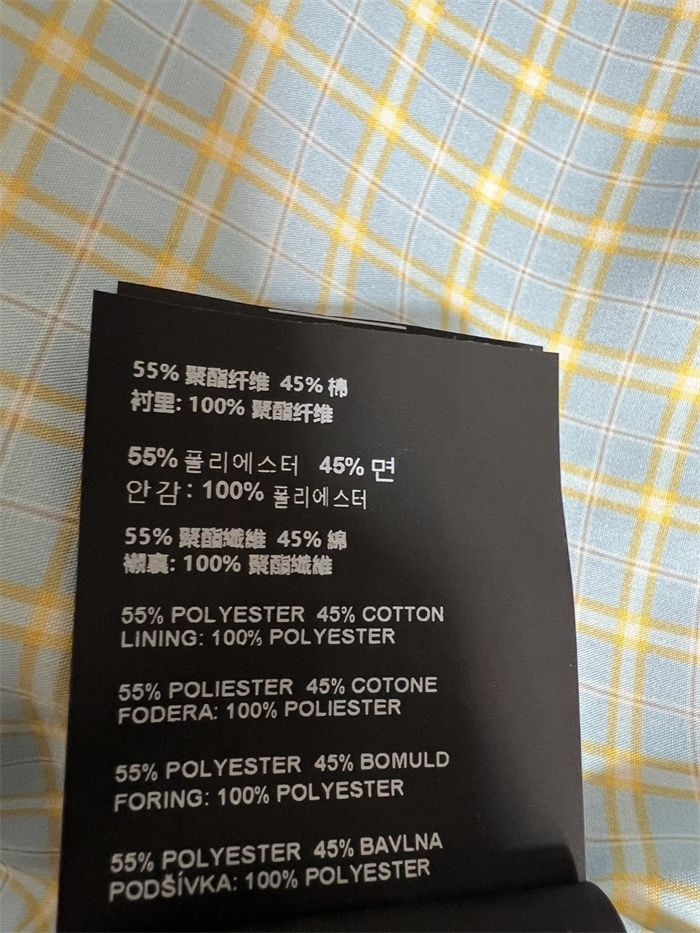 55% 聚酯纤维 45% 棉
衬里: 100% 聚酯纤维
55% 폴리에스터 45% 면
안감: 100% 폴리에스터
55% 聚酯纖維 45% 綿
襯裏: 100% 聚酯纖維
55% POLYESTER 45% COTTON
LINING: 100% POLYESTER
55% POLIESTER 45% COTONE
FODERA: 100% POLIESTER
55% POLYESTER 45% BOMULD
FORING: 100% POLYESTER
55% POLYESTER 45% BAVLNA
PODŠÍVKA: 100% POLYESTER